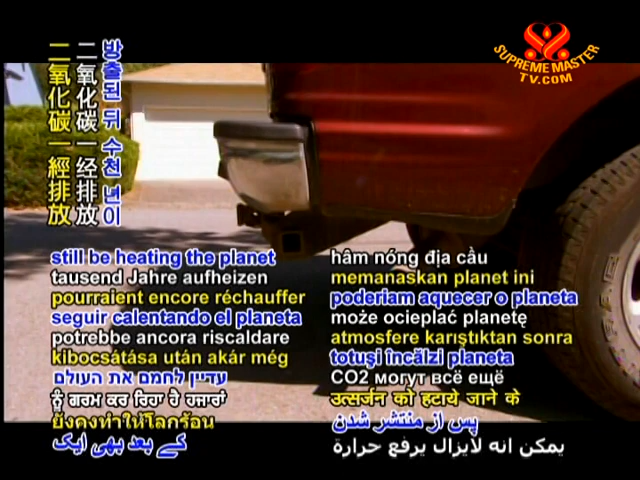 SUPREME MASTER
TV.COM
방출된 뒤 수천 년이
二氧化碳一经排放
二氧化碳一經排放
still be heating the planet
tausend Jahre aufheizen
pourraient encore réchauffer
seguir calentando el planeta
potrebbe ancora riscaldare
kibocsátása után akár még
עדיין לחמם את העולם
ਨੂੰ ਗਰਮ ਕਰ ਰਿਹਾ ਹੋ ਹਜਾਰਾਂ
ยังคงทำให้โลกร้อน
کے بعد بھی ایک
hâm nóng địa cầu
memanaskan planet ini
poderiam aquecer o planeta
może ocieplać planetę
atmosfere karıştıktan sonra
totuşi încălzi planeta
CO2 могут всё ещё
उत्सर्जन को हटाये जाने के
پس از منتشر شدن
يمكن انه لايزال يرفع حرارة